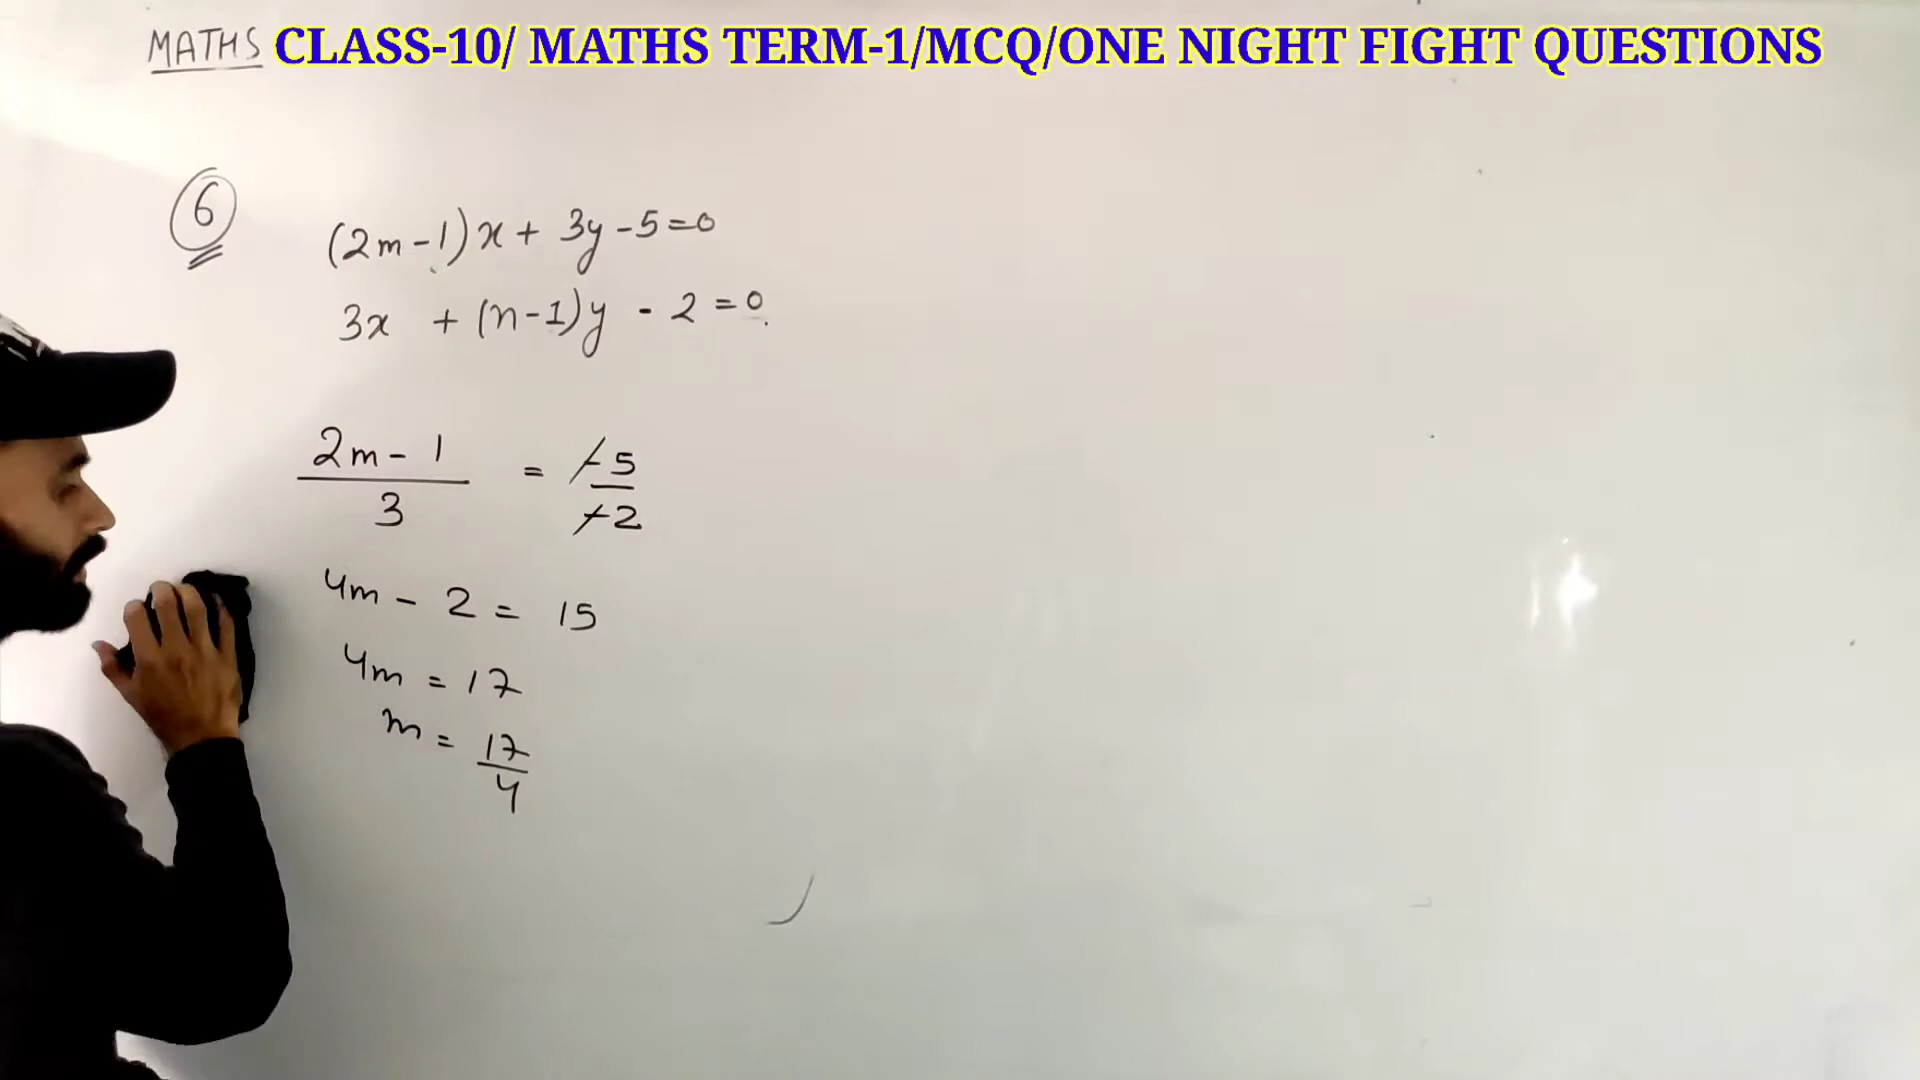 MATHS CLASS-10/ MATHS TERM-1/MCQ/ONE NIGHT FIGHT QUESTIONS
6
(2m-1)x + 3y - 5 = 0
3x + (n-1)y - 2 = 0.
2m - 1 / 3 = -5 / -2
4m - 2 = 15
4m = 17
m = 17 / 4